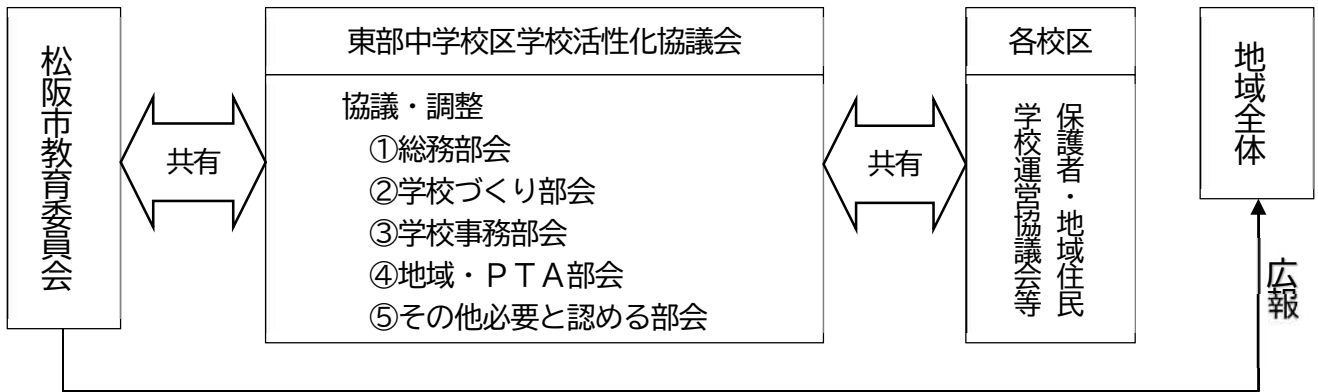 松阪市教育委員会
共有
東部中学校区学校活性化協議会
協議・調整
①総務部会
②学校づくり部会
③学校事務部会
④地域・ＰＴＡ部会
⑤その他必要と認める部会
共有
各校区
保護者・地域住民
学校運営協議会等
地域全体
広報